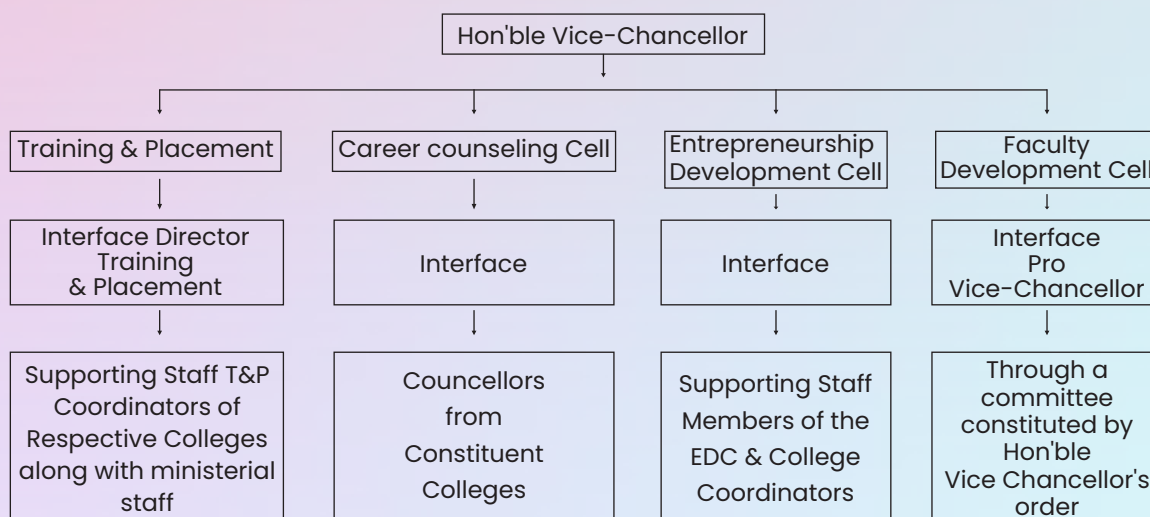 Hon'ble Vice-Chancellor
Training & Placement
Career counseling Cell
Entrepreneurship
Development Cell
Faculty
Development Cell
Interface Director
Training
& Placement
Interface
Interface
Interface
Pro
Vice-Chancellor
Supporting Staff T&P
Coordinators of
Respective Colleges
along with ministerial
staff
Councellors
from
Constituent
Colleges
Supporting Staff
Members of the
EDC & College
Coordinators
Through a
committee
constituted by
Hon'ble
Vice Chancellor's
order